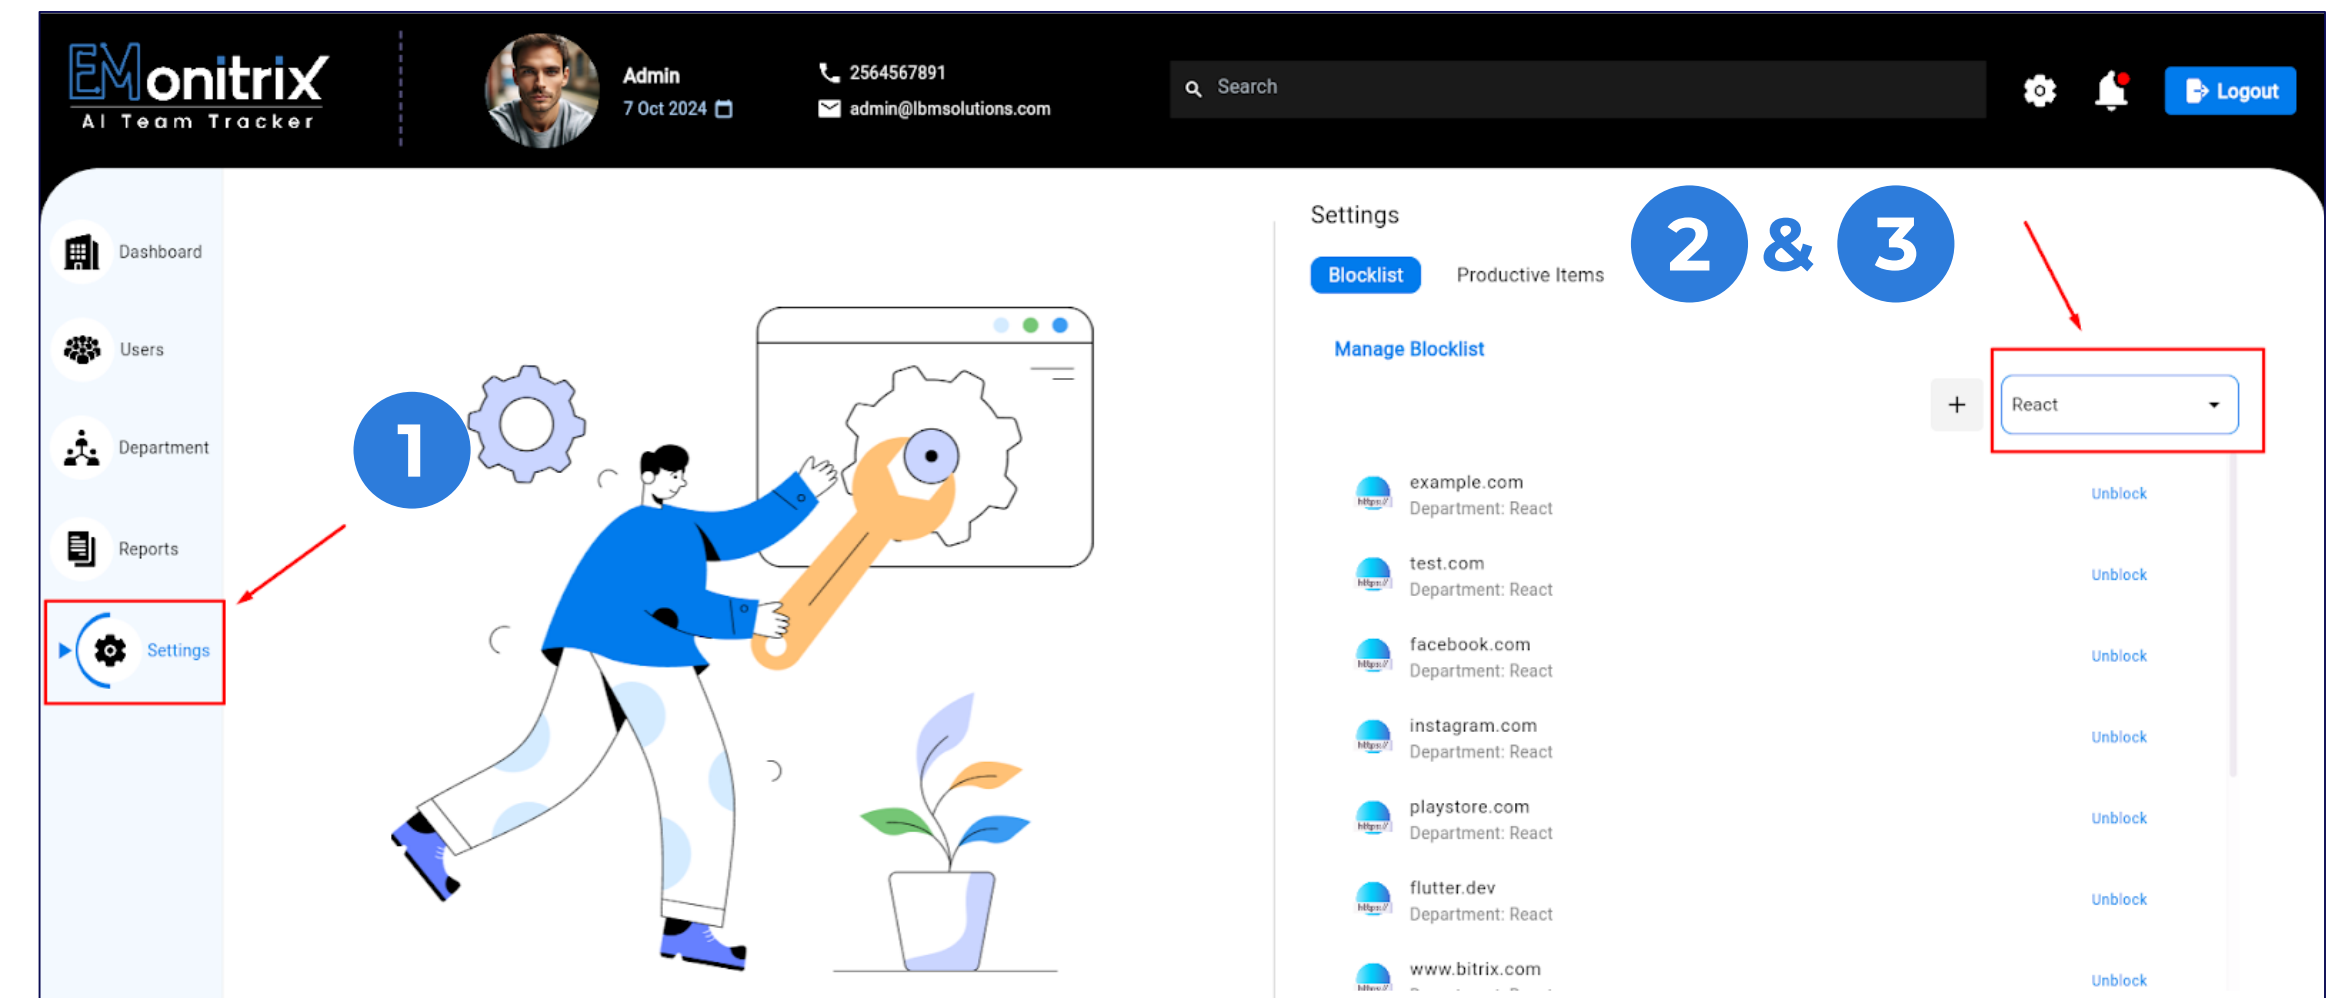 EMonitrix
AI Team Tracker
Admin
7 Oct 2024
2564567891
admin@lbmsolutions.com
Search
Logout
Dashboard
Users
Department
Reports
Settings
1
Settings
2 & 3
Blocklist
Productive Items
Manage Blocklist
+
React
example.com
Department: React
Unblock
test.com
Department: React
Unblock
facebook.com
Department: React
Unblock
instagram.com
Department: React
Unblock
playstore.com
Department: React
Unblock
flutter.dev
Department: React
Unblock
www.bitrix.com
Unblock